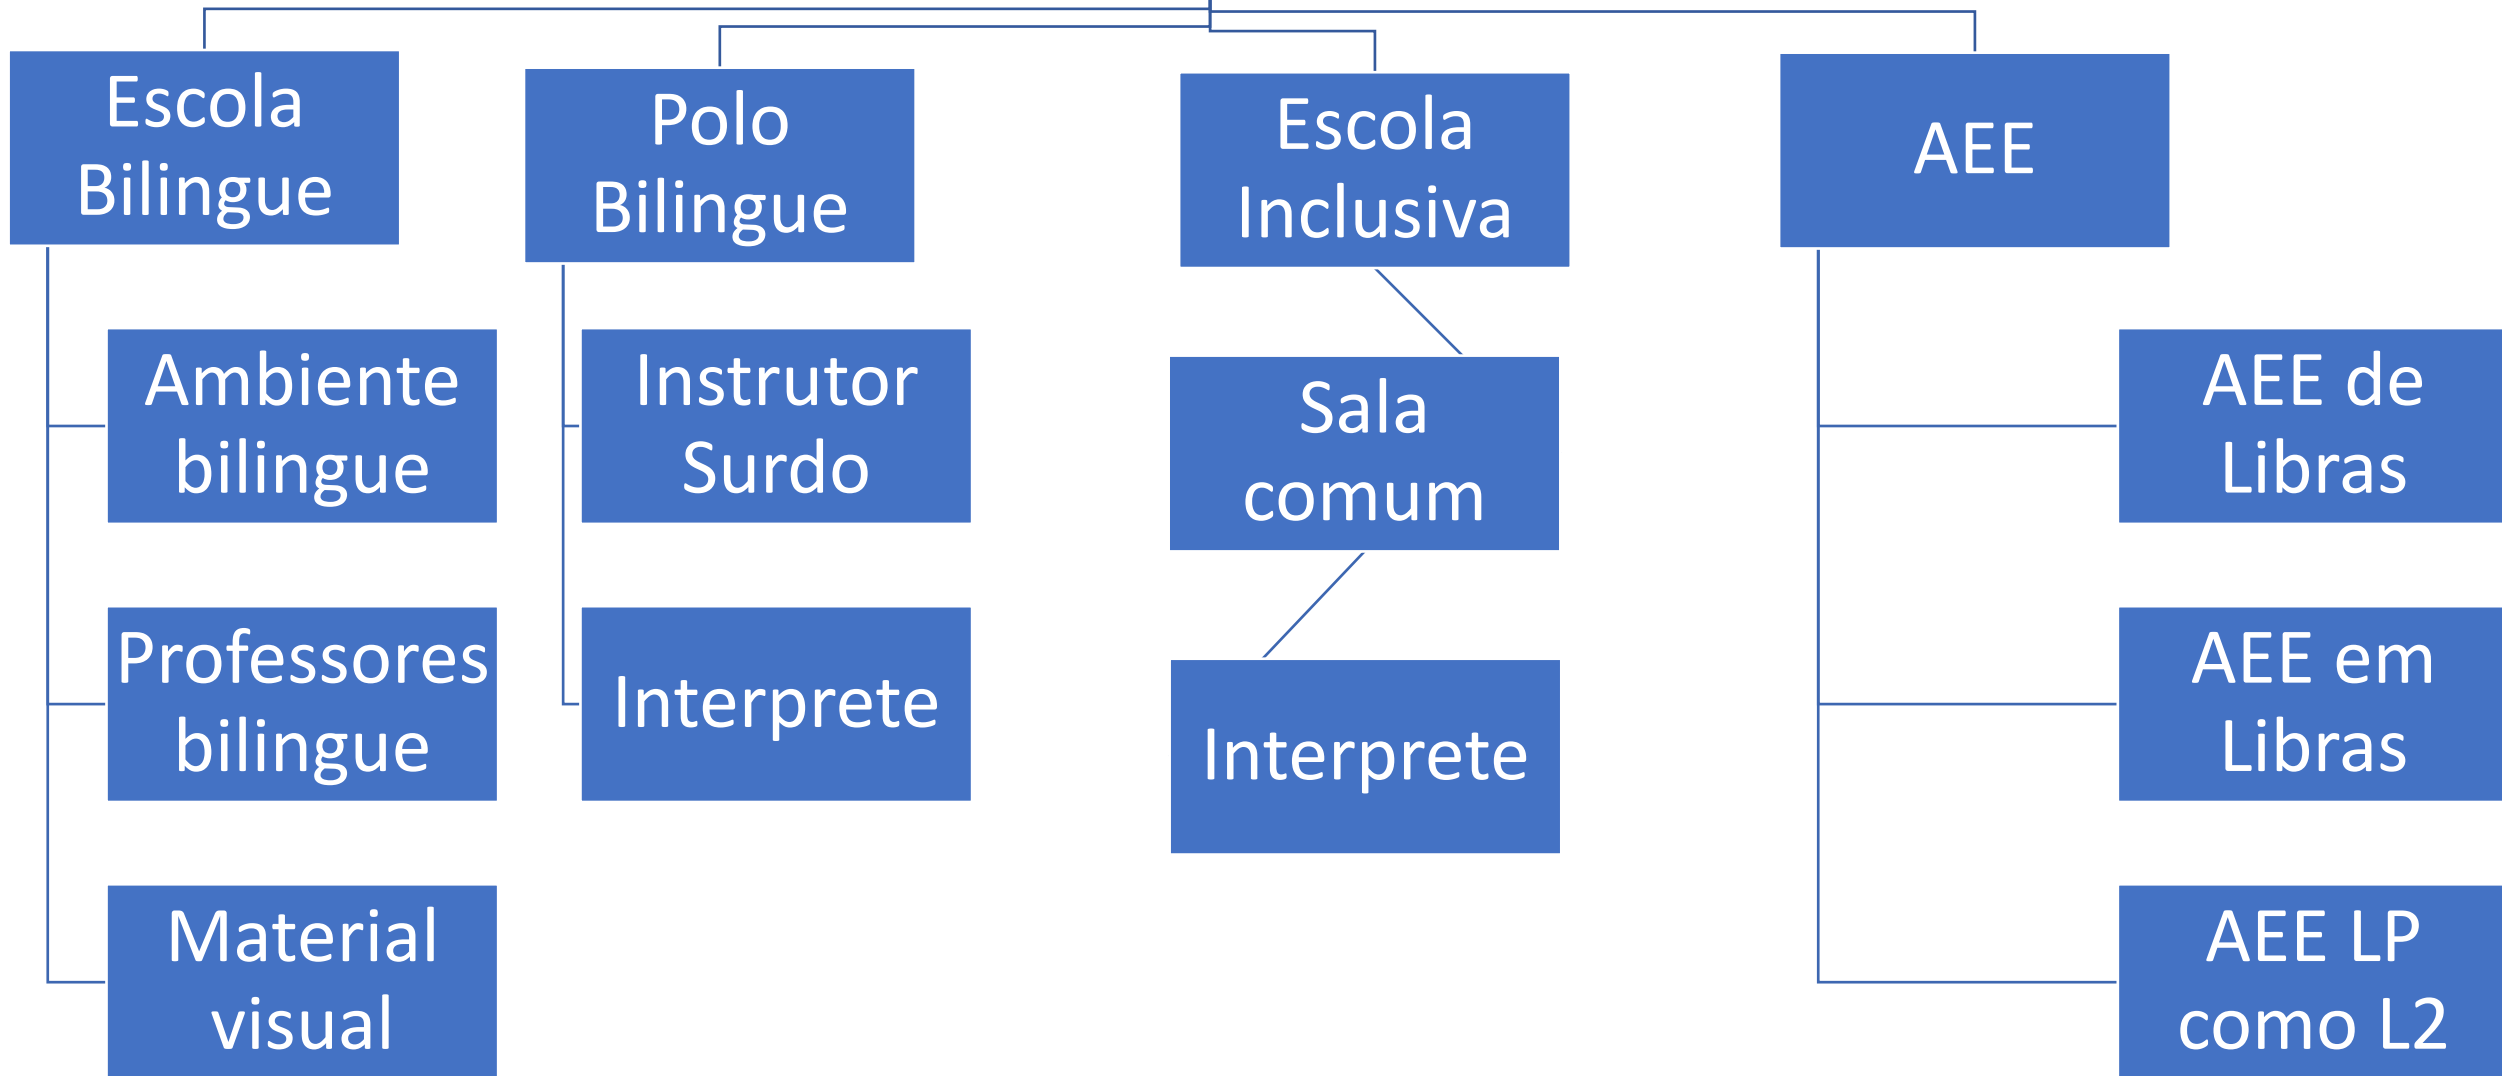 Escola
Bilingue
Polo
Bilingue
Escola
Inclusiva
AEE
Ambiente
bilingue
Professores
bilingue
Material
visual
Instrutor
Surdo
Interprete
Sala
comum
Interprete
AEE de
Libras
AEE em
Libras
AEE LP
como L2